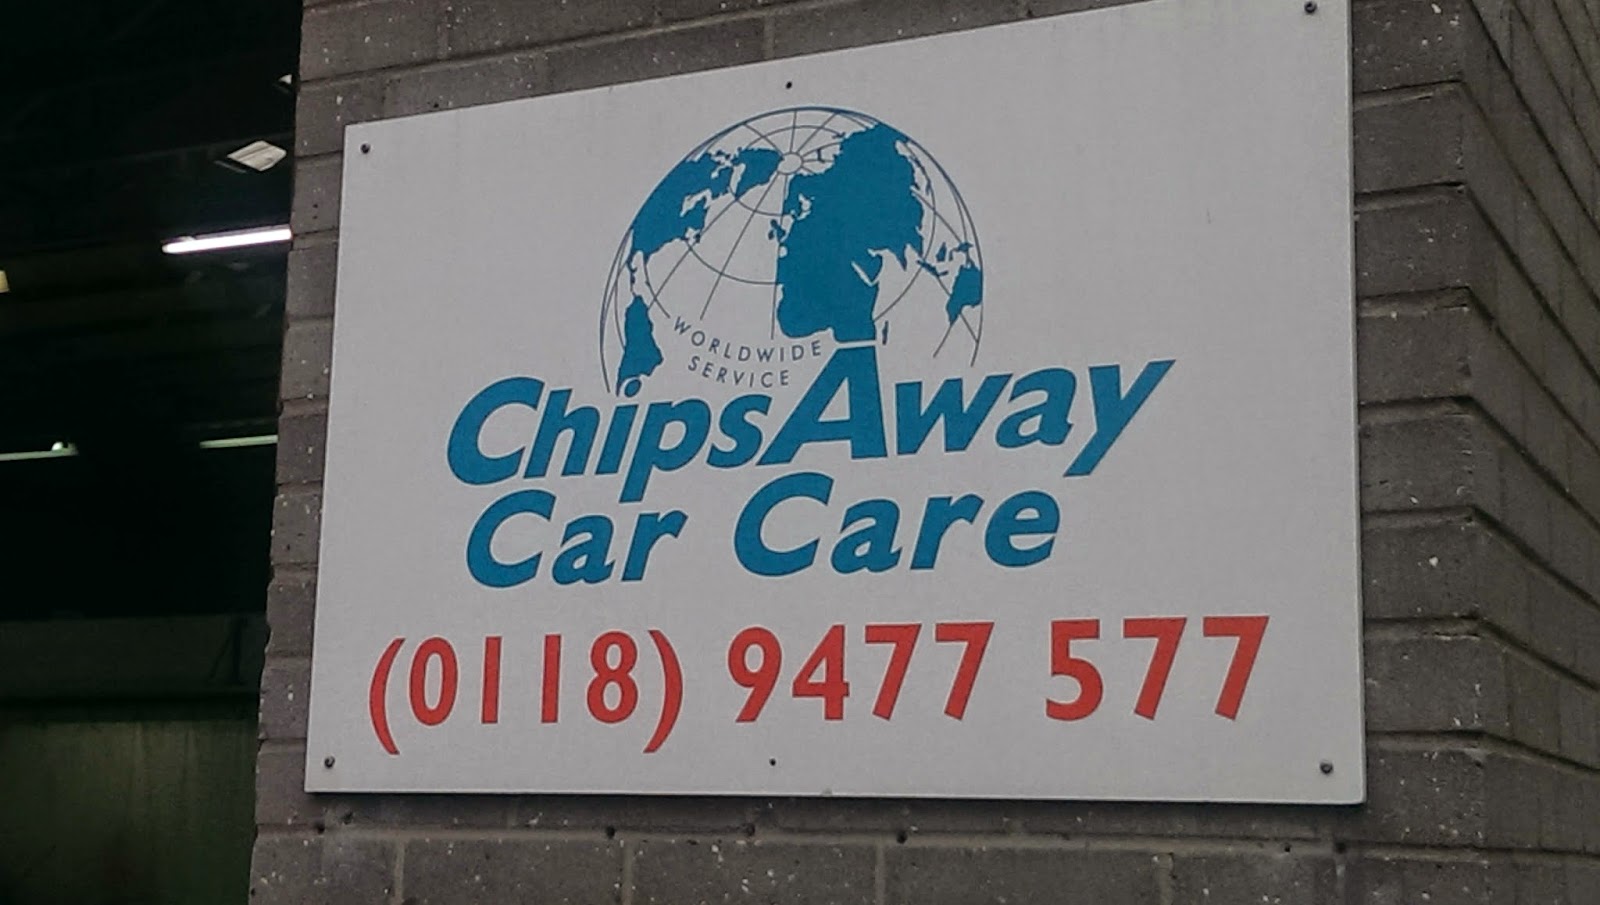 WORLDWIDE
SERVICE
ChipsAway
Car Care
(0118) 9477 577